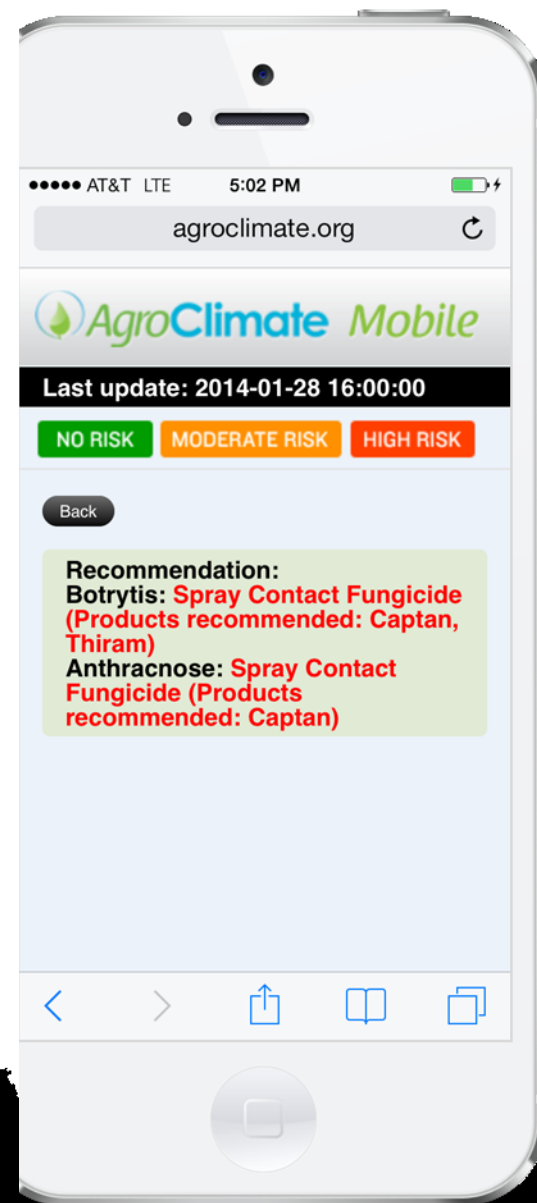 AT&T LTE 5:02 PM
agroclimate.org
AgroClimate Mobile
Last update: 2014-01-28 16:00:00
NO RISK MODERATE RISK HIGH RISK
Back
Recommendation:
Botrytis: Spray Contact Fungicide
(Products recommended: Captan,
Thiram)
Anthracnose: Spray Contact
Fungicide (Products
recommended: Captan)